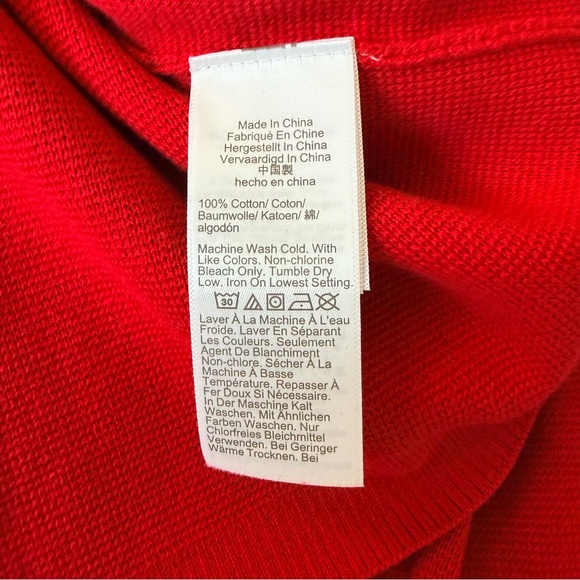 Made In China
Fabriqué En Chine
Hergestellt In China
Vervaardigd In China
中国製
hecho en china
100% Cotton/ Coton/
Baumwolle/ Katoen/ 綿/
algodón
Machine Wash Cold. With
Like Colors. Non-chlorine
Bleach Only. Tumble Dry
Low. Iron On Lowest Setting.
30
Laver À La Machine À L'eau
Froide. Laver En Séparant
Les Couleurs. Seulement
Agent De Blanchiment
Non-chlore. Sécher À La
Machine À Basse
Température. Repasser À
Fer Doux Si Nécessaire.
In Der Maschine Kalt
Waschen. Mit Ähnlichen
Farben Waschen. Nur
Chlorfreies Bleichmittel
Verwenden. Bei Geringer
Wärme Trocknen. Bei